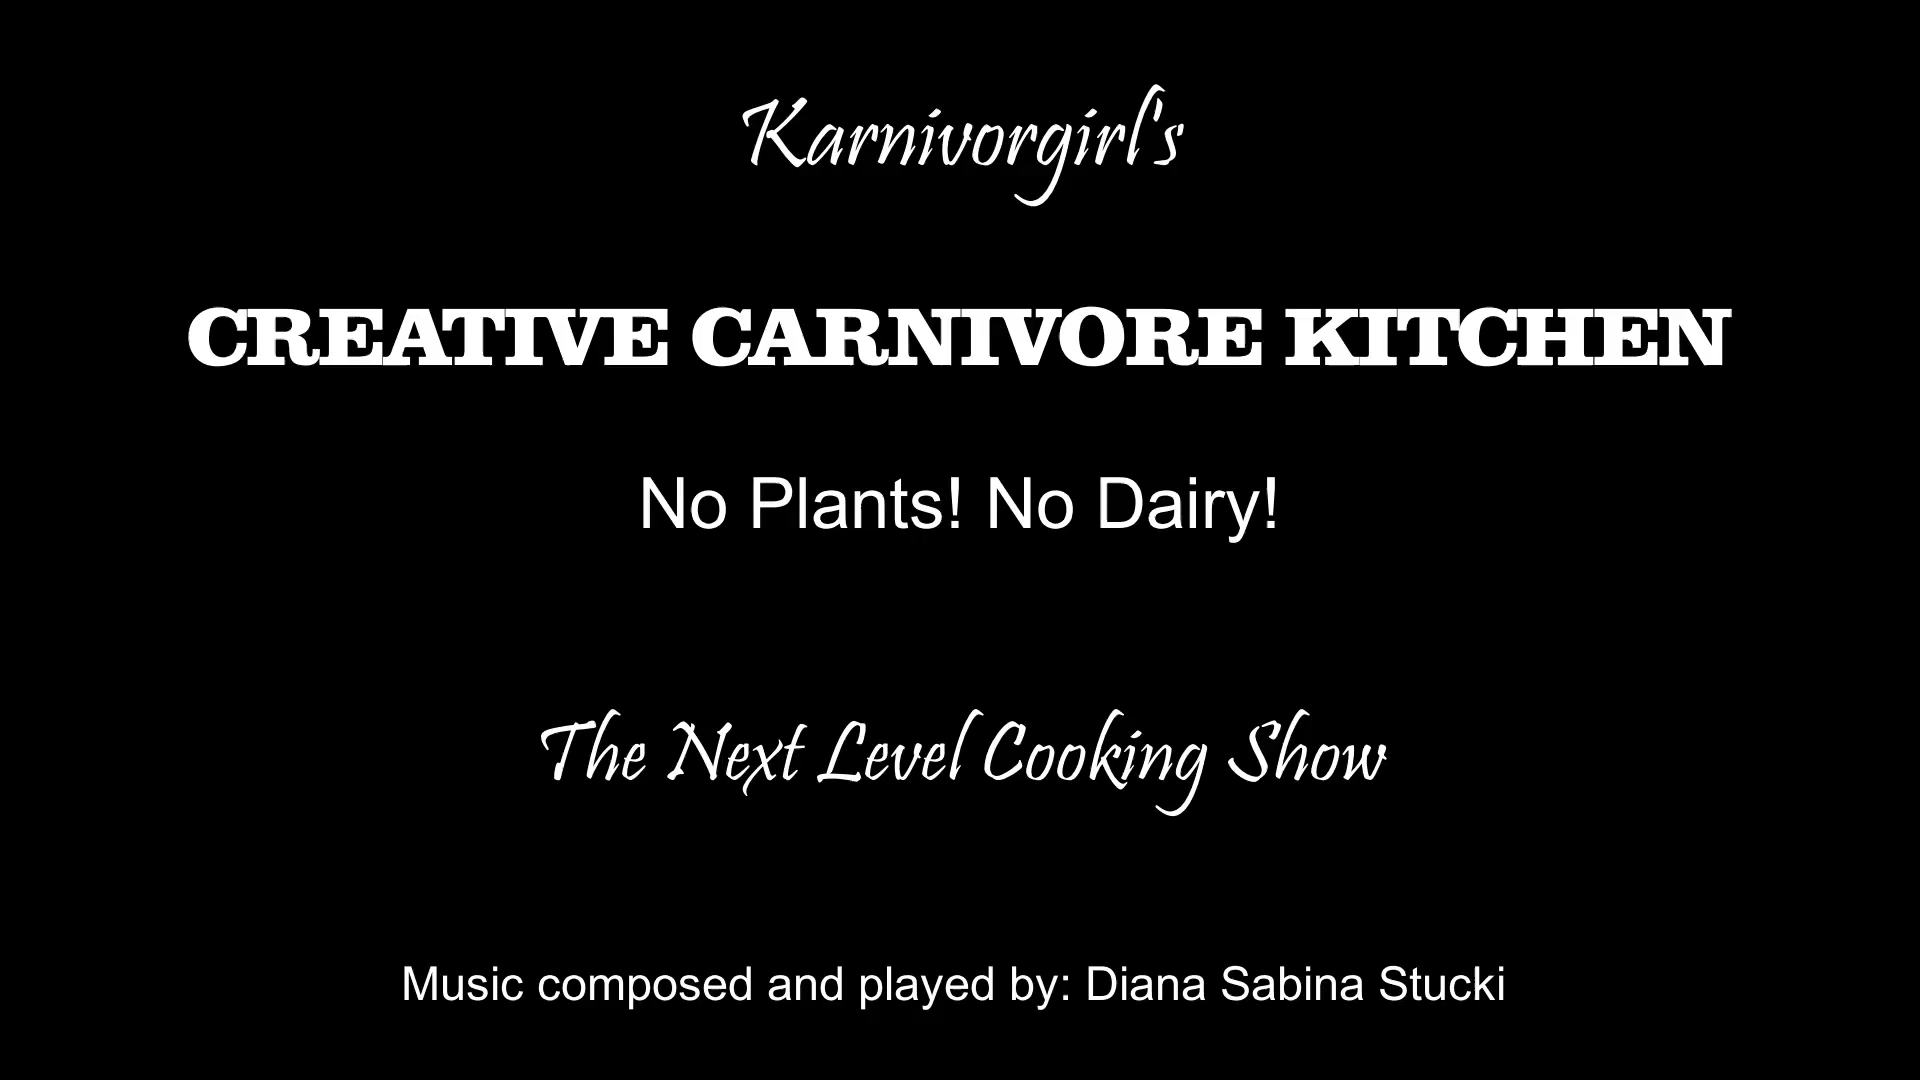 Karnivorgirl's
CREATIVE CARNIVORE KITCHEN
No Plants! No Dairy!
The Next Level Cooking Show
Music composed and played by: Diana Sabina Stucki